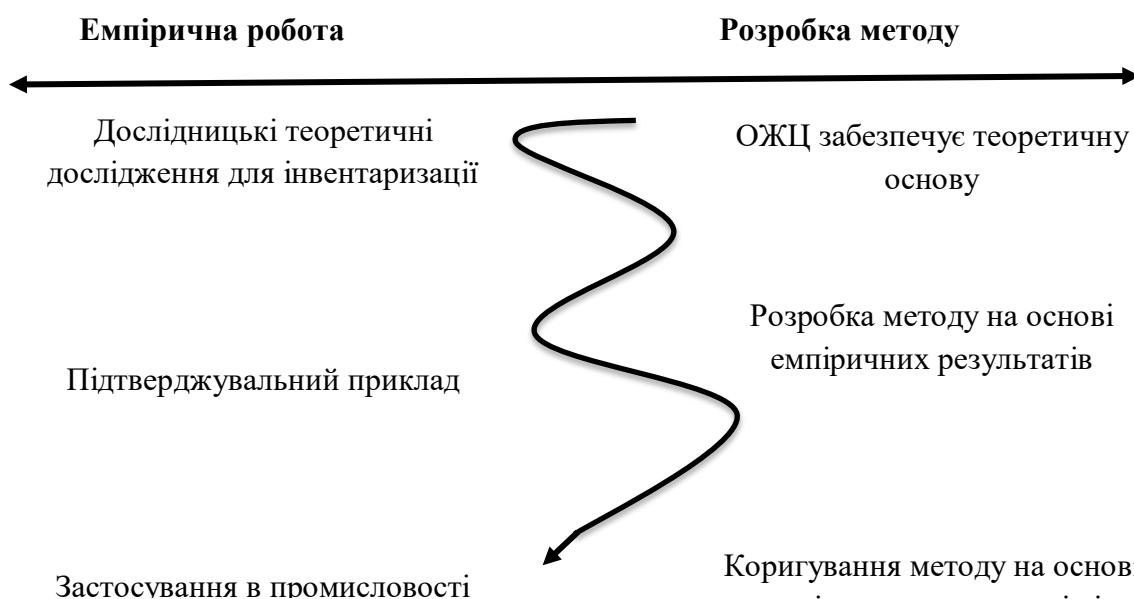 Емпірична робота
Розробка методу
Дослідницькі теоретичні
дослідження для інвентаризації
ОЖЦ забезпечує теоретичну
основу
Розробка методу на основі
емпіричних результатів
Підтверджувальний приклад
Застосування в промисловості
Коригування методу на основі